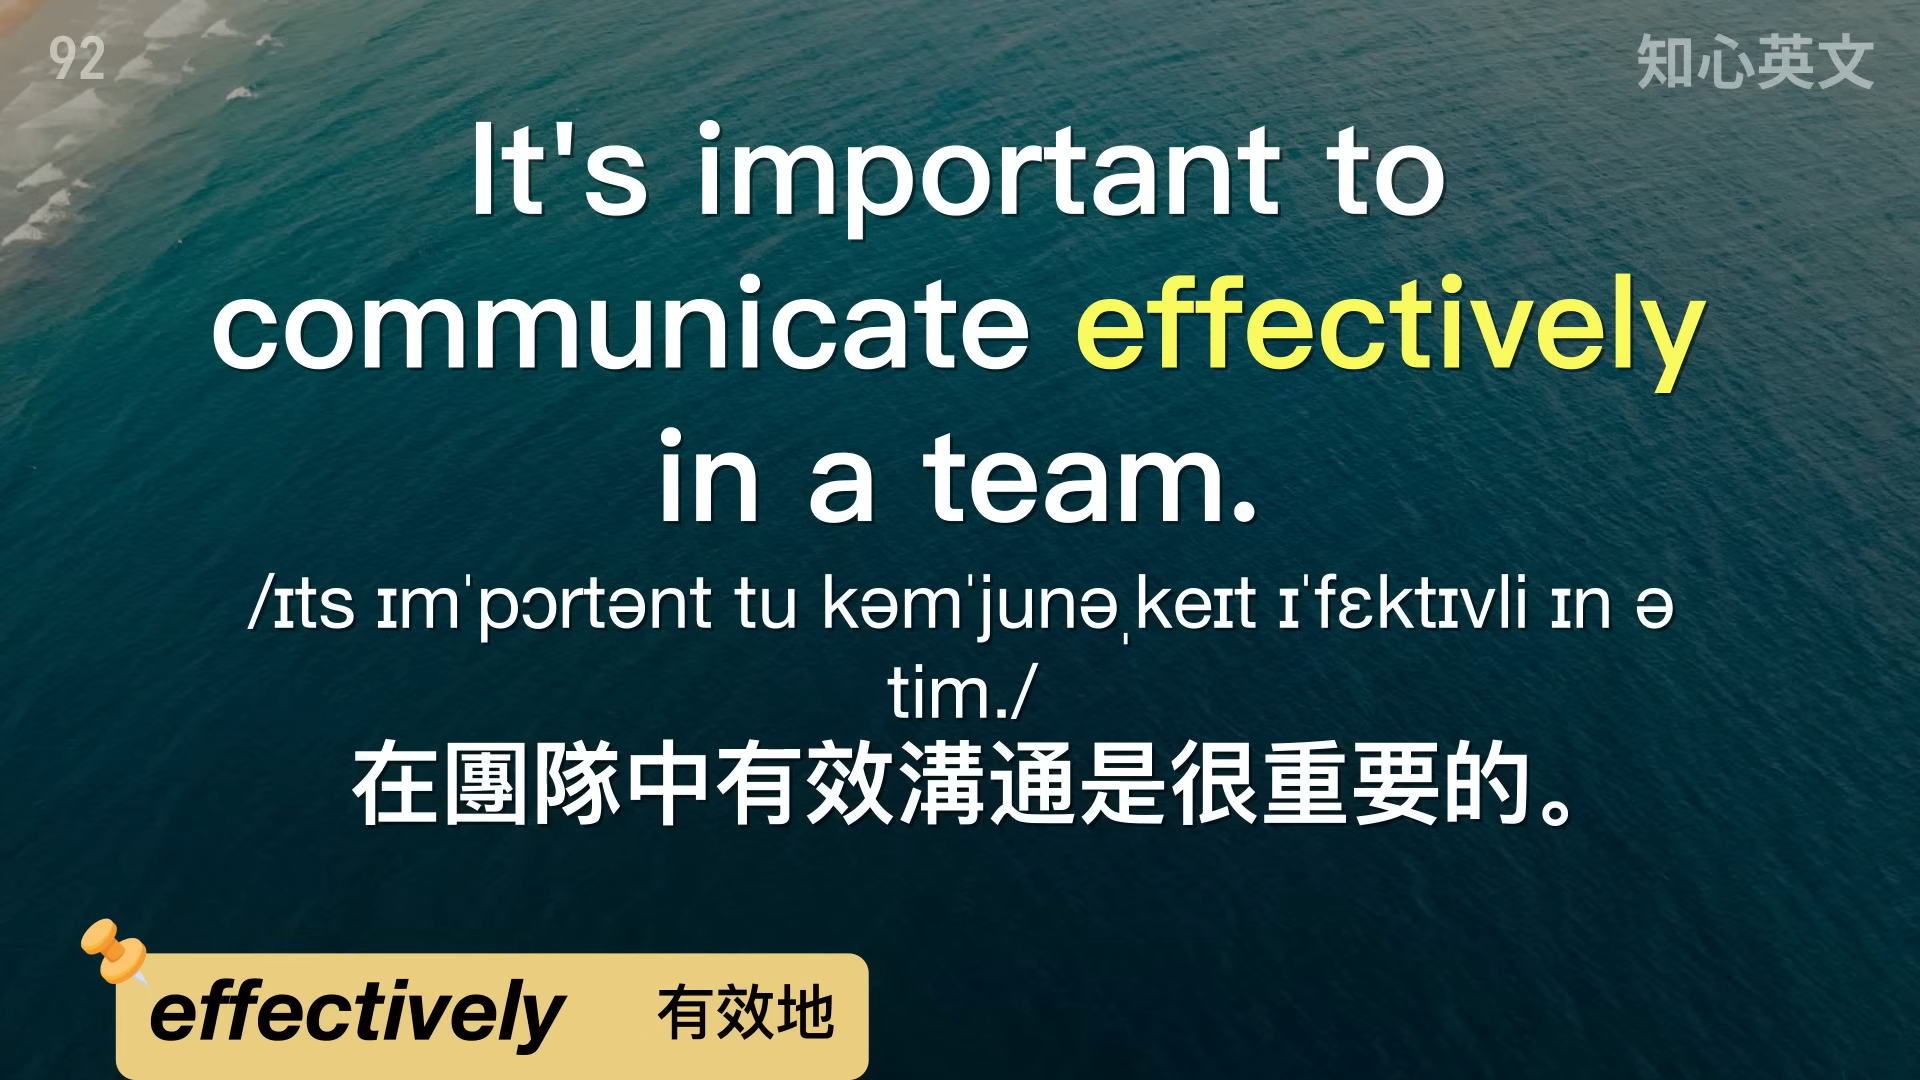 92
知心英文
It's important to
communicate effectively
in a team.
/ɪts ɪmˈpɔrtənt tu kəmˈjunəˌkeɪt ɪˈfɛktɪvli ɪn ə
tim./
在團隊中有效溝通是很重要的。
effectively 有效地